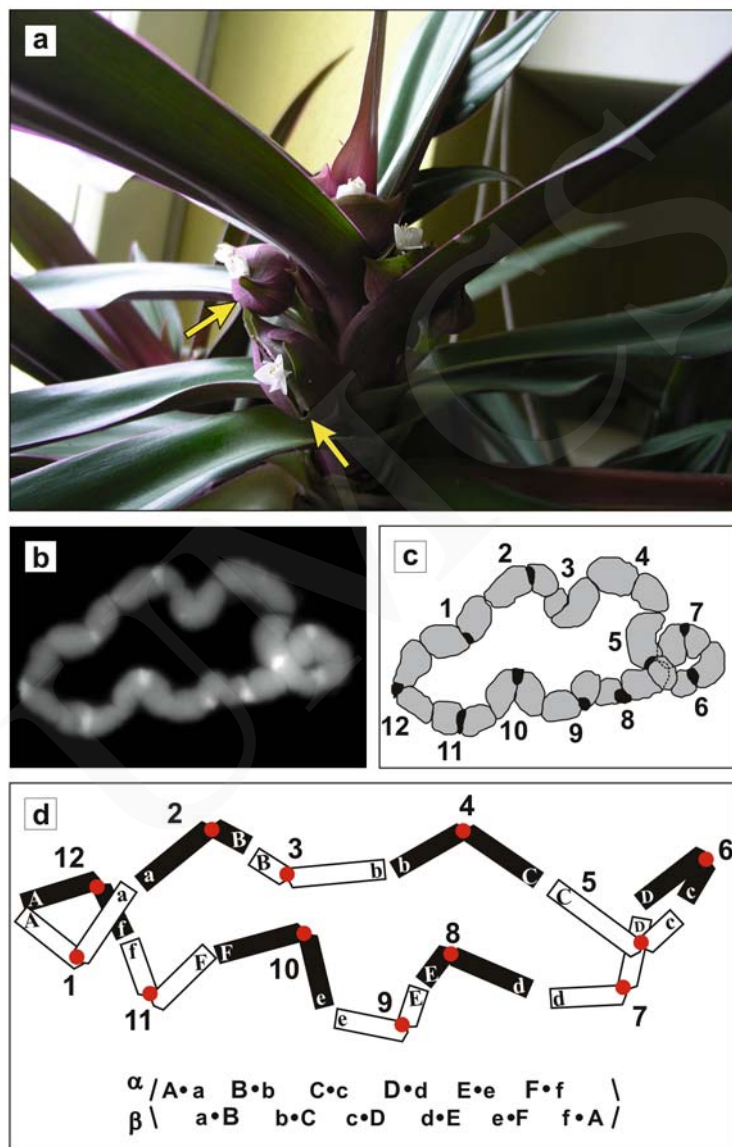 a
b
c
2 3 4
1 7
5
12 11 10 9 8 6
d
2 4 6
12 B 3
B b b C 5 D c
A a a C D c
A f
f F F 8
1 10 E d d 7
11 e e E
9
α /A•a B•b C•c D•d E•e F•f \
β \ a•B b•C c•D d•E e•F f•A/
UMCS